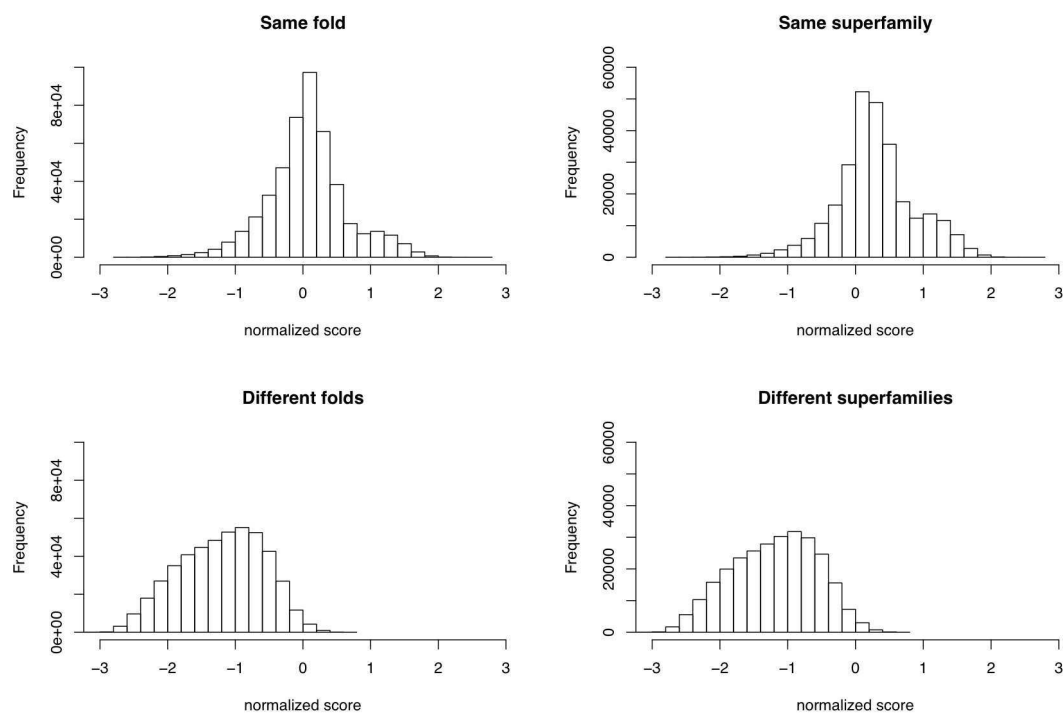 Same fold
Frequency
0e+00 4e+04 8e+04
−3 −2 −1 0 1 2 3
normalized score
Same superfamily
Frequency
0 20000 40000 60000
−3 −2 −1 0 1 2 3
normalized score
Different folds
Frequency
0e+00 4e+04 8e+04
−3 −2 −1 0 1 2 3
normalized score
Different superfamilies
Frequency
0 20000 40000 60000
−3 −2 −1 0 1 2 3
normalized score